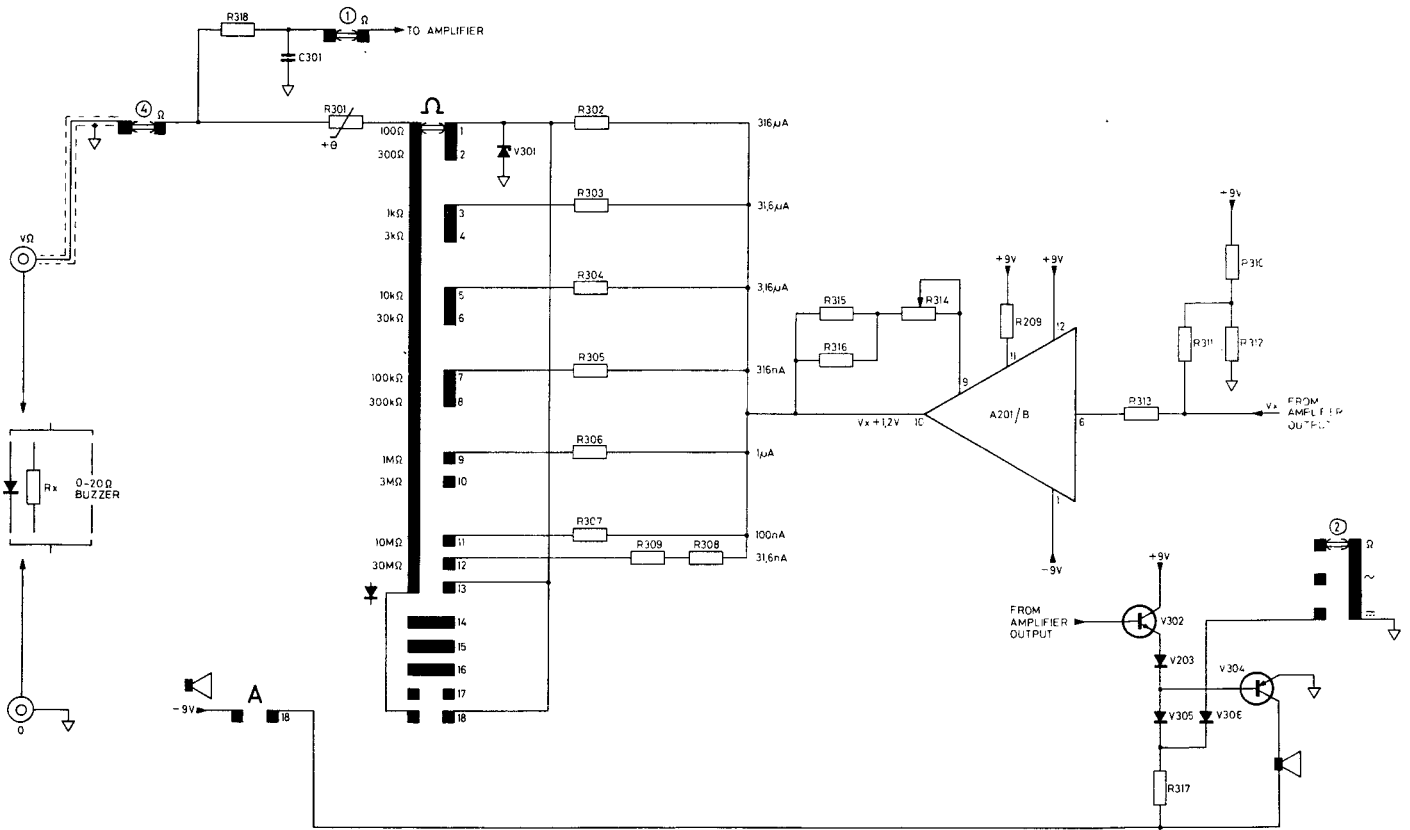 R318
1
Ω
TO AMPLIFIER
C301
4
Ω
R301
+θ
Ω
R302
316µA
100Ω
1
300Ω
2
V301
R303
31,6µA
1kΩ
3
3kΩ
4
+9V
VΩ
R310
R304
3,16µA
+9V
+9V
10kΩ
5
30kΩ
6
R315
R314
R209
12
R316
11
R311
R312
R305
316nA
100kΩ
7
300kΩ
8
9
A201/B
R313
Vx
FROM
AMPLIFIER
OUTPUT
Vx+1,2V
10
6
R306
1µA
1MΩ
9
3MΩ
10
Rx
0-20Ω
BUZZER
1
R307
100nA
10MΩ
11
R309
R308
31,6nA
30MΩ
12
-9V
+9V
2
Ω
~
13
FROM
AMPLIFIER
OUTPUT
V302
14
15
16
V203
V304
17
18
A
-9V
18
0
V305
V306
R317